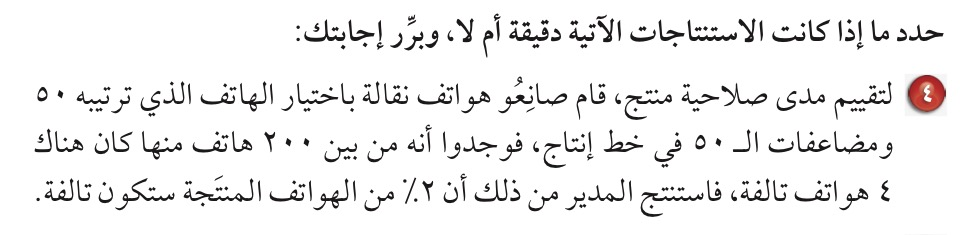 حدد ما إذا كانت الاستنتاجات الآتية دقيقة أم لا، وبرِّر إجابتك:
٤ لتقييم مدى صلاحية منتج، قام صانِعُو هواتف نقالة باختيار الهاتف الذي ترتيبه ٥٠
ومضاعفات الـ ٥٠ في خط إنتاج، فوجدوا أنه من بين ٢٠٠ هاتف منها كان هناك
٤ هواتف تالفة، فاستنتج المدير من ذلك أن ٢٪ من الهواتف المنتَجة ستكون تالفة.